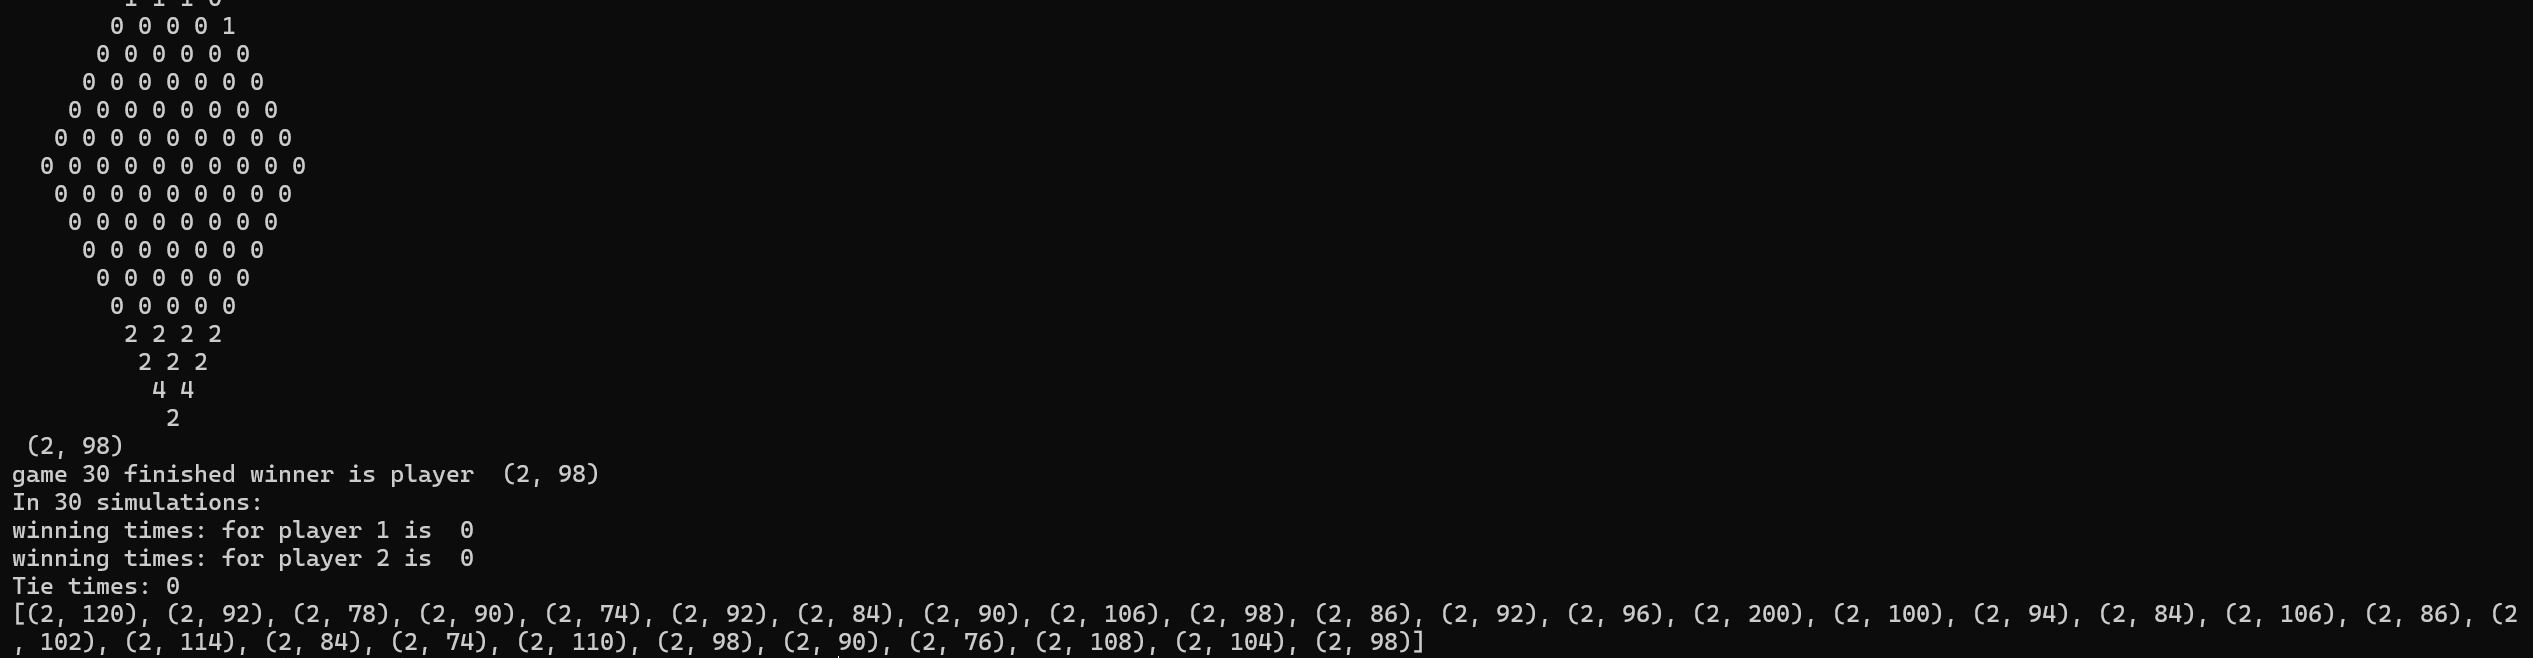 1 1 1 0
0 0 0 0 1
0 0 0 0 0 0
0 0 0 0 0 0 0
0 0 0 0 0 0 0 0
0 0 0 0 0 0 0 0 0
0 0 0 0 0 0 0 0 0 0
0 0 0 0 0 0 0 0 0
0 0 0 0 0 0 0 0
0 0 0 0 0 0 0
0 0 0 0 0 0
0 0 0 0 0
2 2 2 2
2 2 2
4 4
2
(2, 98)
game 30 finished winner is player  (2, 98)
In 30 simulations:
winning times: for player 1 is  0
winning times: for player 2 is  0
Tie times: 0
[(2, 120), (2, 92), (2, 78), (2, 90), (2, 74), (2, 92), (2, 84), (2, 90), (2, 106), (2, 98), (2, 86), (2, 92), (2, 96), (2, 200), (2, 100), (2, 94), (2, 84), (2, 106), (2, 86), (2
, 102), (2, 114), (2, 84), (2, 74), (2, 110), (2, 98), (2, 90), (2, 76), (2, 108), (2, 104), (2, 98)]